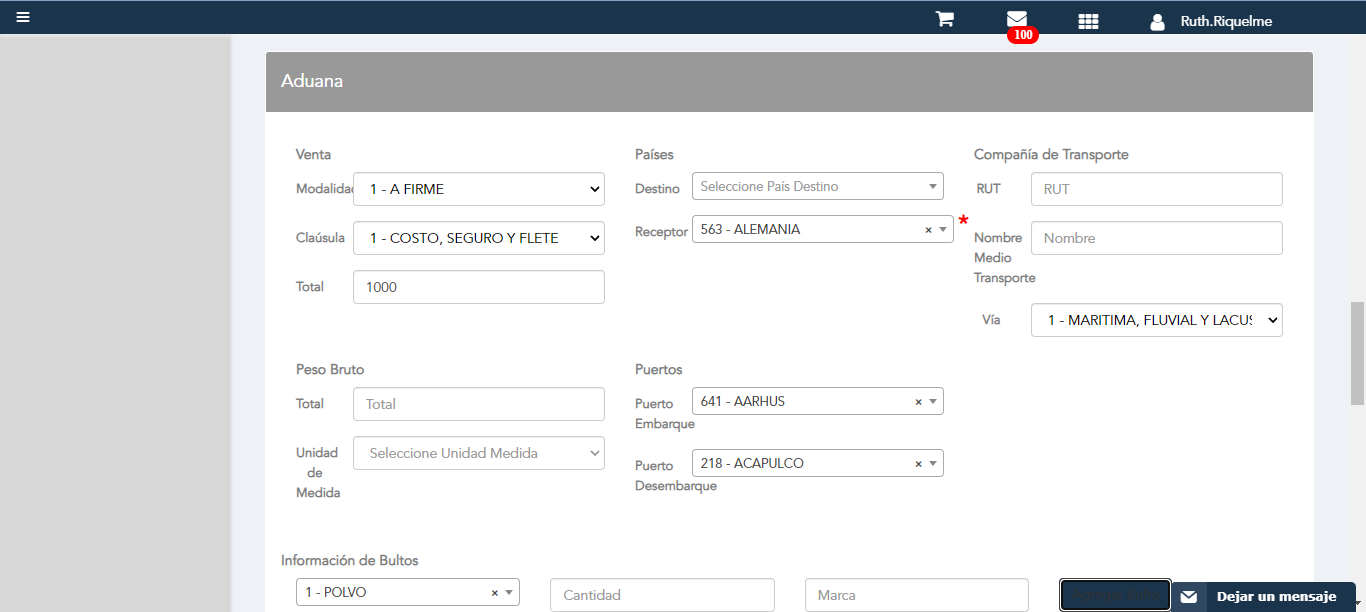 100
Ruth.Riquelme
Aduana
Venta
Modalidad
1 - A FIRME
Claúsula
1 - COSTO, SEGURO Y FLETE
Total
1000
Países
Destino
Seleccione País Destino
Receptor
563 - ALEMANIA
×
*
Compañía de Transporte
RUT
RUT
Nombre
Medio
Transporte
Nombre
Vía
1 - MARITIMA, FLUVIAL Y LACUS
Peso Bruto
Total
Total
Unidad
de
Medida
Seleccione Unidad Medida
Puertos
Puerto
Embarque
641 - AARHUS
×
Puerto
Desembarque
218 - ACAPULCO
×
Información de Bultos
1 - POLVO
×
Cantidad
Marca
Dejar un mensaje